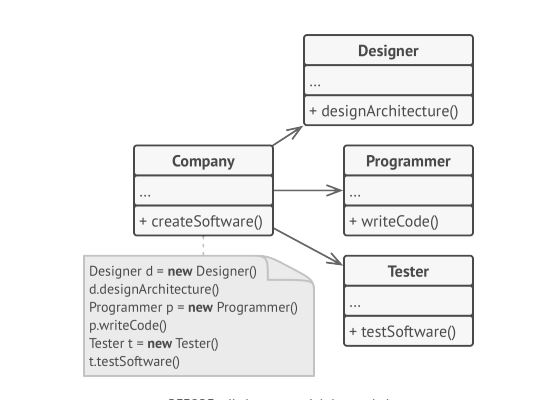 Designer
...
+ designArchitecture()
Company
...
+ createSoftware()
Programmer
...
+ writeCode()
Tester
...
+ testSoftware()
Designer d = new Designer()
d.designArchitecture()
Programmer p = new Programmer()
p.writeCode()
Tester t = new Tester()
t.testSoftware()